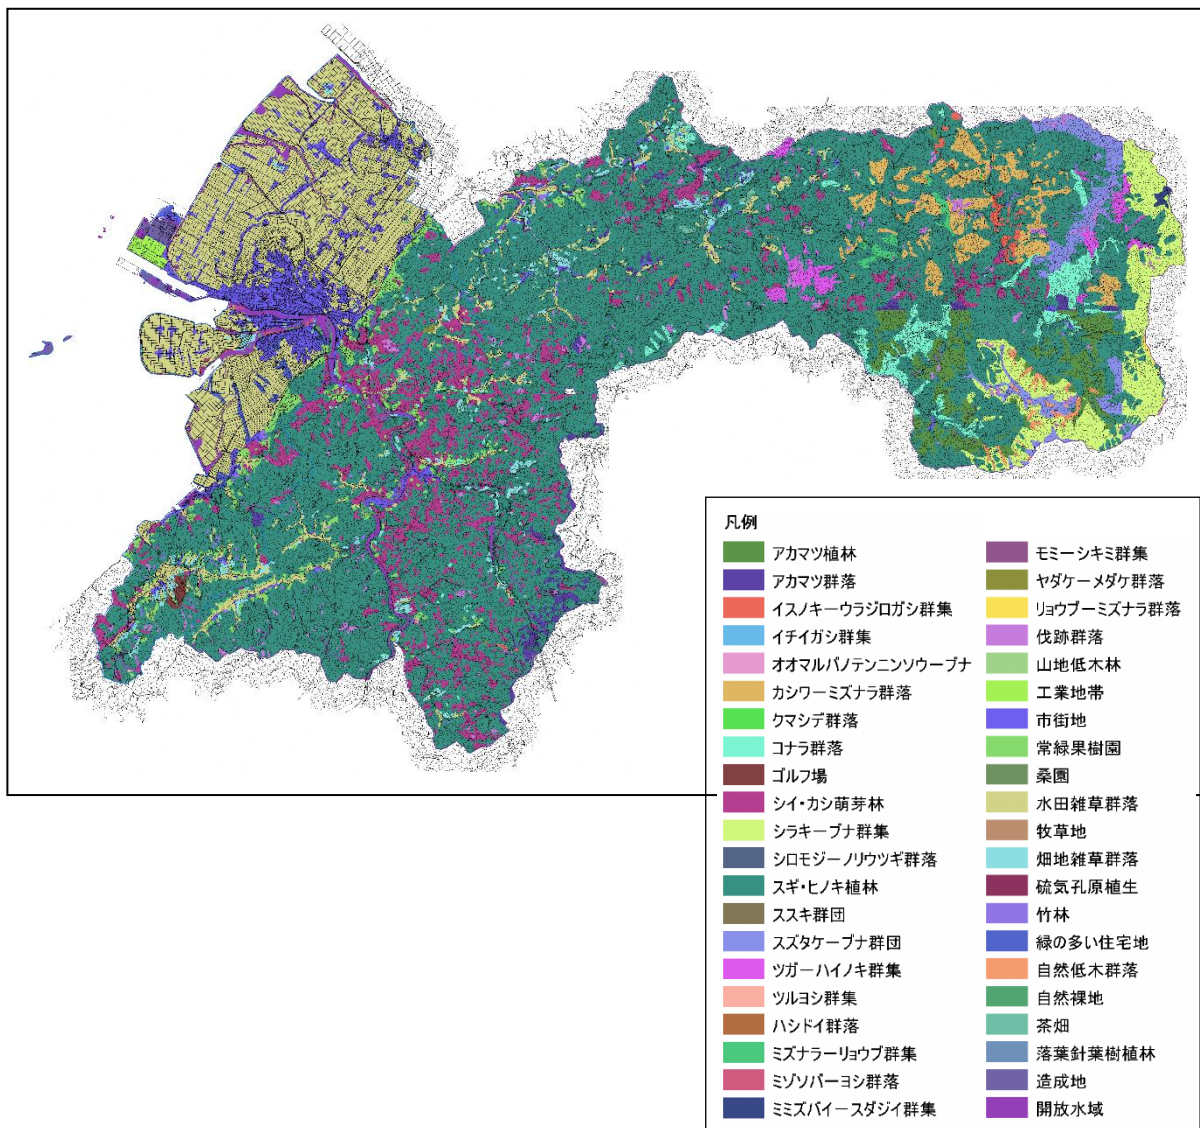 凡例
アカマツ植林
アカマツ群落
イスノキーウラジロガシ群集
イチイガシ群集
オオマルバノテンニンソウーブナ
カシワーミズナラ群落
クマシデ群落
コナラ群落
ゴルフ場
シイ・カシ萌芽林
シラキーブナ群集
シロモジーノリウツギ群落
スギ・ヒノキ植林
ススキ群団
スズタケーブナ群団
ツガーハイノキ群集
ツルヨシ群集
ハシドイ群落
ミズナラーリョウブ群集
ミゾソバーヨシ群落
ミミズバイースダジイ群集
モミーシキミ群集
ヤダケーメダケ群落
リョウブーミズナラ群落
伐跡群落
山地低木林
工業地帯
市街地
常緑果樹園
桑園
水田雑草群落
牧草地
畑地雑草群落
硫気孔原植生
竹林
緑の多い住宅地
自然低木群落
自然裸地
茶畑
落葉針葉樹植林
造成地
開放水域